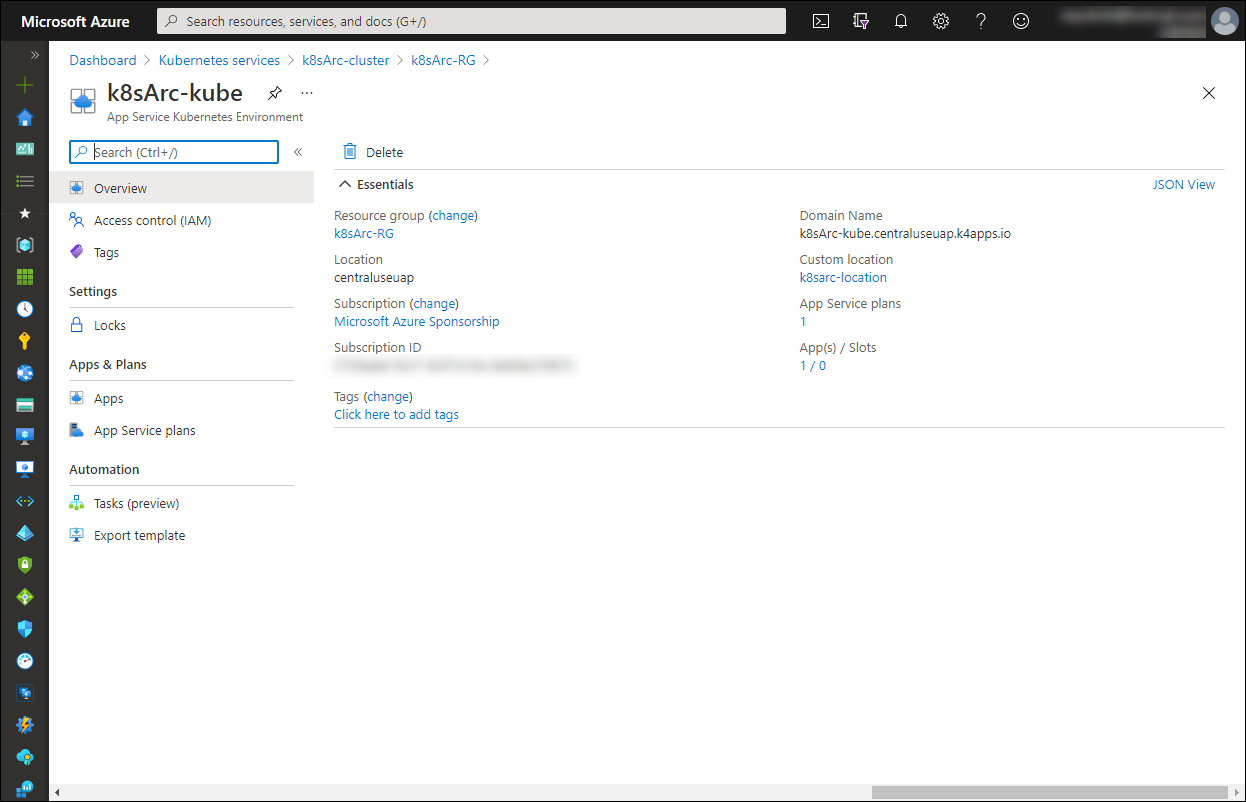 Microsoft Azure
Search resources, services, and docs (G+/)
Dashboard > Kubernetes services > k8sArc-cluster > k8sArc-RG >
k8sArc-kube
...
App Service Kubernetes Environment
Search (Ctrl+/)
«
Overview
Access control (IAM)
Tags
Settings
Locks
Apps & Plans
Apps
App Service plans
Automation
Tasks (preview)
Export template
Delete
Essentials
JSON View
Resource group (change)
k8sArc-RG
Location
centraluseuap
Subscription (change)
Microsoft Azure Sponsorship
Subscription ID
Tags (change)
Click here to add tags
Domain Name
k8sArc-kube.centraluseuap.k4apps.io
Custom location
k8sarc-location
App Service plans
1
App(s) / Slots
1 / 0